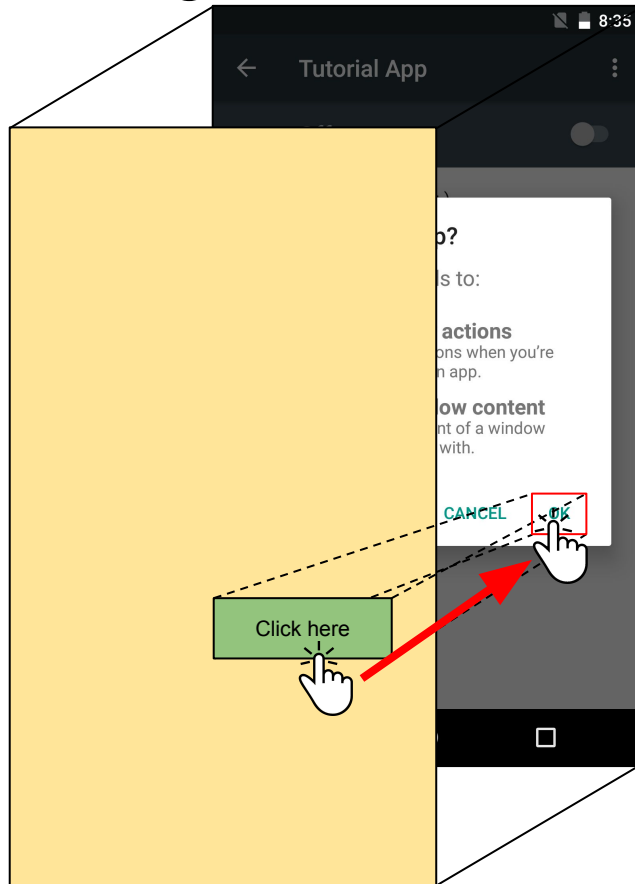 8:35
Tutorial App
p?
ls to:
actions
ons when you're
n app.
low content
nt of a window
with.
CANCEL
OK
Click here